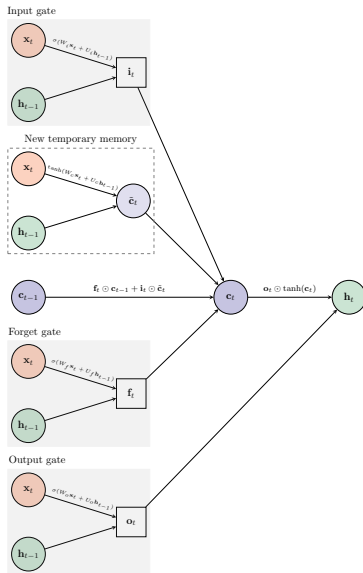 Input gate
x_t
σ(W_i x_t + U_i h_{t−1})
i_t
h_{t−1}
New temporary memory
x_t
tanh(W_c x_t + U_c h_{t−1})
c̃_t
h_{t−1}
c_{t−1}
f_t ⊙ c_{t−1} + i_t ⊙ c̃_t
c_t
o_t ⊙ tanh(c_t)
h_t
Forget gate
x_t
σ(W_f x_t + U_f h_{t−1})
f_t
h_{t−1}
Output gate
x_t
σ(W_o x_t + U_o h_{t−1})
o_t
h_{t−1}